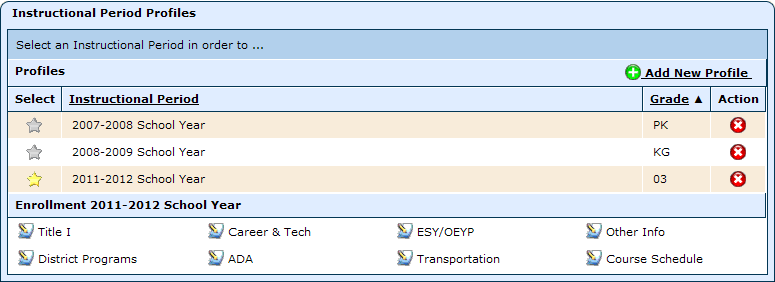 Instructional Period Profiles
Select an Instructional Period in order to ...
Profiles Add New Profile
Select Instructional Period Grade ▲ Action
2007-2008 School Year PK
2008-2009 School Year KG
2011-2012 School Year 03
Enrollment 2011-2012 School Year
Title I Career & Tech ESY/OEYP Other Info
District Programs ADA Transportation Course Schedule